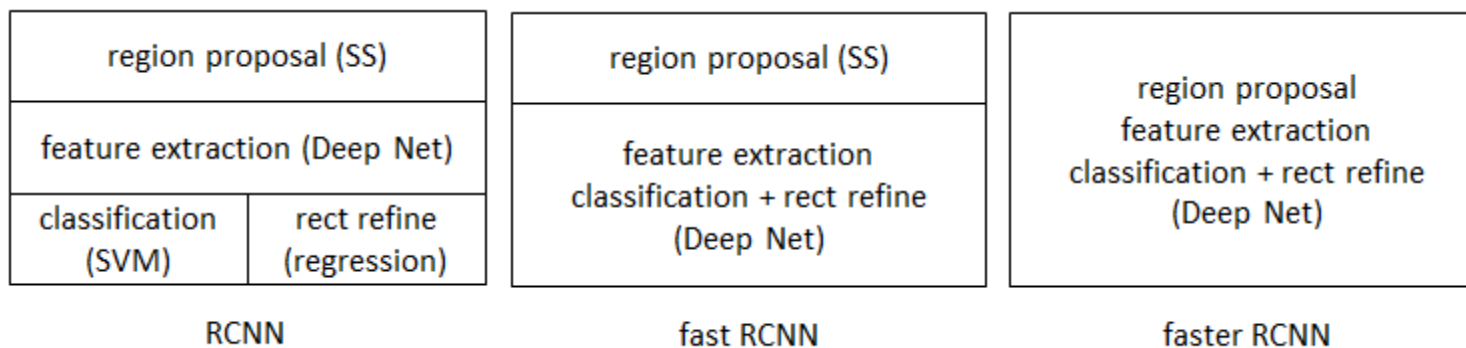 region proposal (SS)
feature extraction (Deep Net)
classification
(SVM)
rect refine
(regression)
RCNN
region proposal (SS)
feature extraction
classification + rect refine
(Deep Net)
fast RCNN
region proposal
feature extraction
classification + rect refine
(Deep Net)
faster RCNN